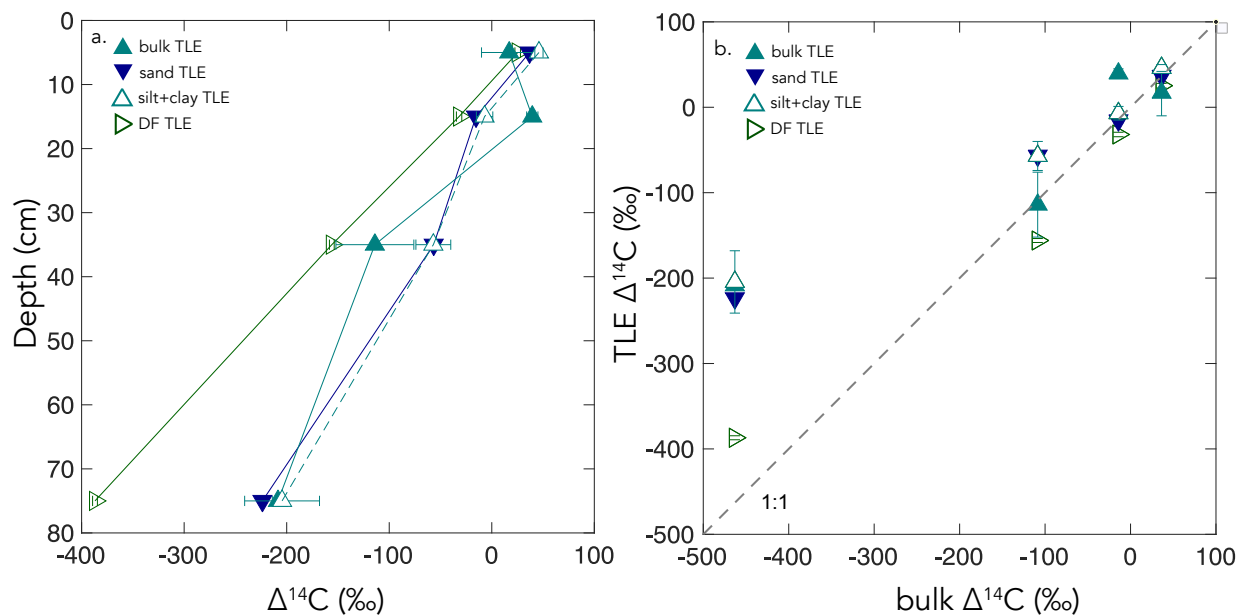 a.
bulk TLE
sand TLE
silt+clay TLE
DF TLE
0
10
20
30
40
50
60
70
80
Depth (cm)
-400
-300
-200
-100
0
100
Δ¹⁴C (‰)
b.
bulk TLE
sand TLE
silt+clay TLE
DF TLE
100
0
-100
-200
-300
-400
-500
TLE Δ¹⁴C (‰)
1:1
-500
-400
-300
-200
-100
0
100
bulk Δ¹⁴C (‰)